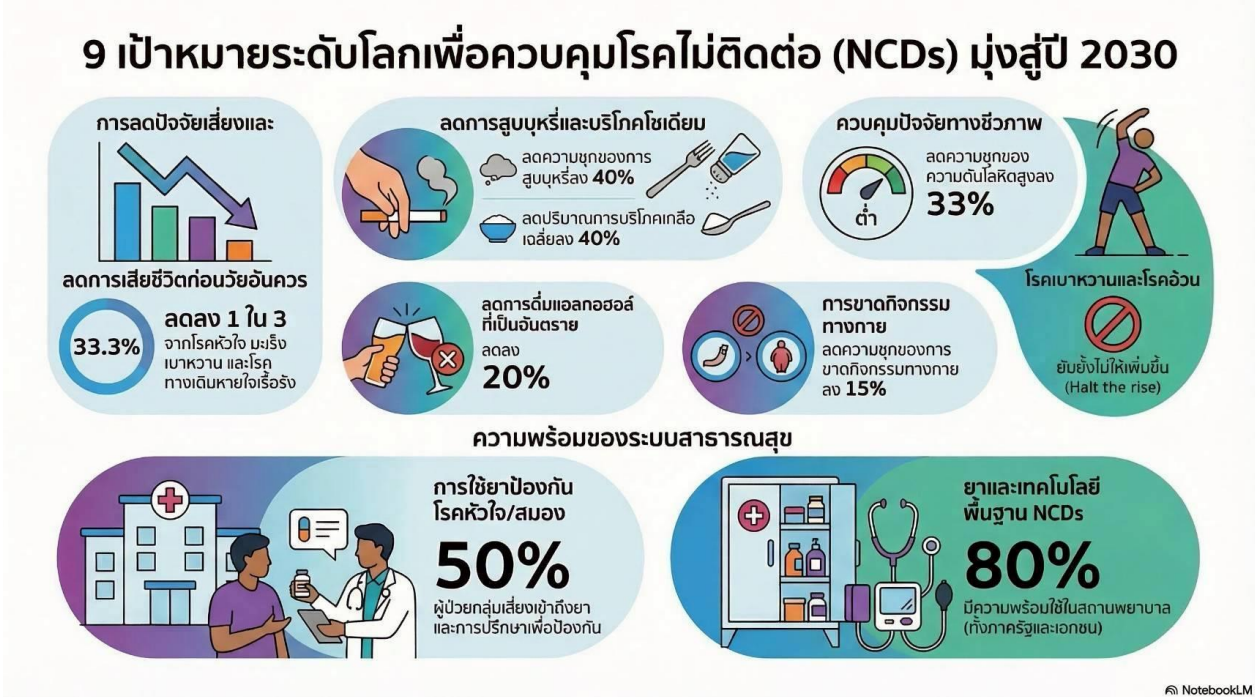 9 เป้าหมายระดับโลกเพื่อควบคุมโรคไม่ติดต่อ (NCDs) มุ่งสู่ปี 2030
การลดปัจจัยเสี่ยงและ
ลดการเสียชีวิตก่อนวัยอันควร
33.3%
ลดลง 1 ใน 3
จากโรคหัวใจ มะเร็ง
เบาหวาน และโรค
ทางเดินหายใจเรื้อรัง
ลดการสูบบุหรี่และบริโภคโซเดียม
ลดความชุกของการ
สูบบุหรี่ลง 40%
ลดปริมาณการบริโภคเกลือ
เฉลี่ยลง 40%
ควบคุมปัจจัยทางชีวภาพ
ต่ำ
ลดความชุกของ
ความดันโลหิตสูงลง
33%
โรคเบาหวานและโรคอ้วน
ยับยั้งไม่ให้เพิ่มขึ้น
(Halt the rise)
ลดการดื่มแอลกอฮอล์
ที่เป็นอันตราย
ลดลง
20%
การขาดกิจกรรม
ทางกาย
ลดความชุกของการ
ขาดกิจกรรมทางกาย
ลง 15%
ความพร้อมของระบบสาธารณสุข
การใช้ยาป้องกัน
โรคหัวใจ/สมอง
50%
ผู้ป่วยกลุ่มเสี่ยงเข้าถึงยา
และการปรึกษาเพื่อป้องกัน
ยาและเทคโนโลยี
พื้นฐาน NCDs
80%
มีความพร้อมใช้ในสถานพยาบาล
(ทั้งภาครัฐและเอกชน)
NotebookLM